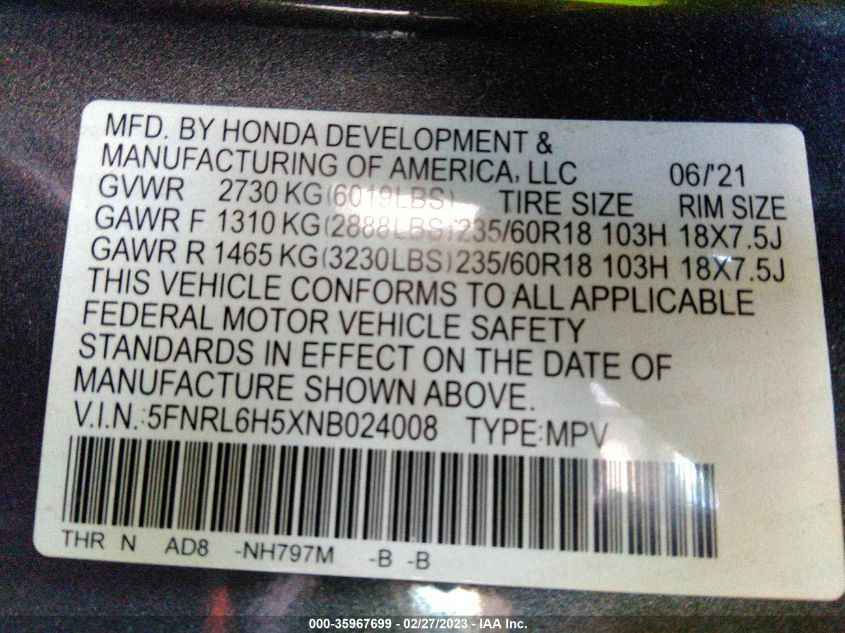 MFD. BY HONDA DEVELOPMENT &
MANUFACTURING OF AMERICA, LLC 06/'21
GVWR 2730 KG(6019LBS) TIRE SIZE RIM SIZE
GAWR F 1310 KG(2888LBS)235/60R18 103H 18X7.5J
GAWR R 1465 KG(3230LBS)235/60R18 103H 18X7.5J
THIS VEHICLE CONFORMS TO ALL APPLICABLE
FEDERAL MOTOR VEHICLE SAFETY
STANDARDS IN EFFECT ON THE DATE OF
MANUFACTURE SHOWN ABOVE.
V.I.N.:5FNRL6H5XNB024008 TYPE:MPV
THR N AD8 -NH797M -B -B
000-35967699 - 02/27/2023 - IAA Inc.